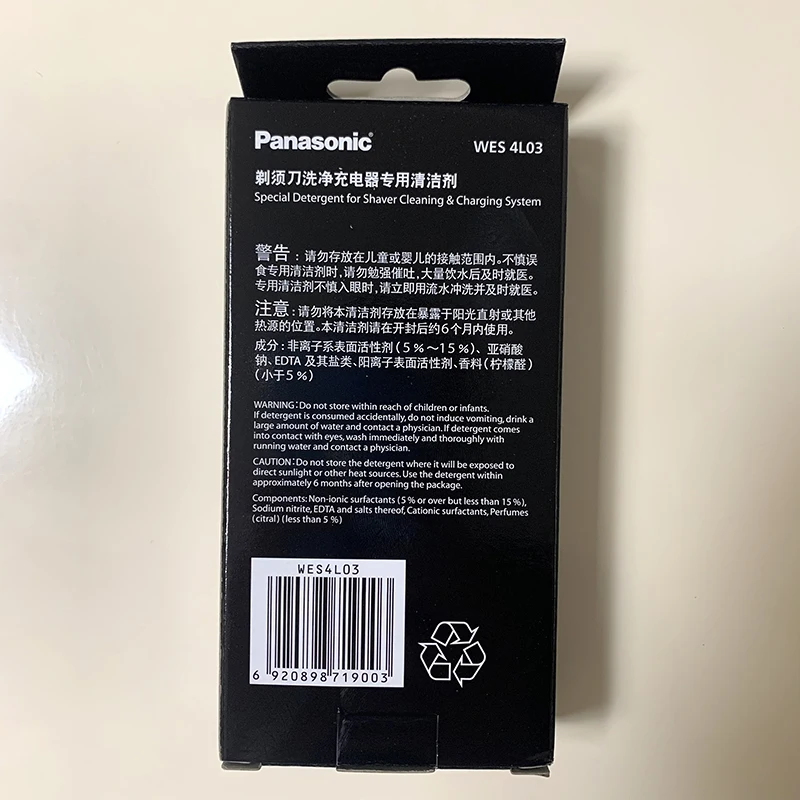 Panasonic®
WES 4L03
剃须刀洗净充电器专用清洁剂
Special Detergent for Shaver Cleaning & Charging System
警告：请勿存放在儿童或婴儿的接触范围内。不慎误
食专用清洁剂时，请勿勉强催吐，大量饮水后及时就医。
专用清洁剂不慎入眼时，请立即用流水冲洗并及时就医。
注意：请勿将本清洁剂存放在暴露于阳光直射或其他
热源的位置。本清洁剂请在开封后约6个月内使用。
成分：非离子系表面活性剂（5％～15％）、亚硝酸
钠、EDTA 及其盐类、阳离子表面活性剂、香料（柠檬醛）
（小于5％）
WARNING: Do not store within reach of children or infants.
If detergent is consumed accidentally, do not induce vomiting, drink a
large amount of water and contact a physician. If detergent comes
into contact with eyes, wash immediately and thoroughly with
running water and contact a physician.
CAUTION: Do not store the detergent where it will be exposed to
direct sunlight or other heat sources. Use the detergent within
approximately 6 months after opening the package.
Components: Non-ionic surfactants (5 % or over but less than 15 %),
Sodium nitrite, EDTA and salts thereof, Cationic surfactants, Perfumes
(citral) (less than 5 %)
WES4L03
6 920898 719003